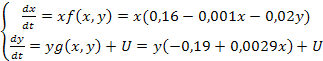 { dx/dt = xf(x, y) = x(0,16 − 0,001x − 0,02y)
dy/dt = yg(x, y) + U = y(−0,19 + 0,0029x) + U